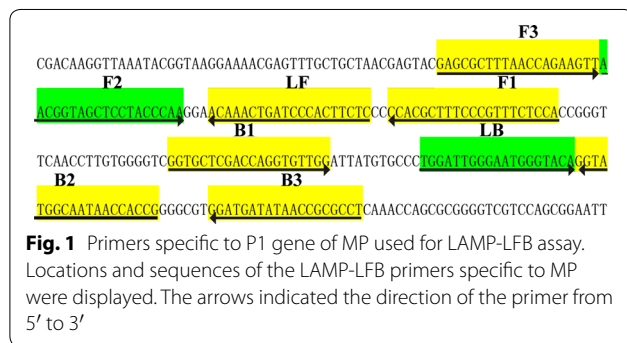 F3
CGACAAGGTTAAATACGGTAAGGAAAACGAGTTTGCTGCTAACGAGTACGAGCGCTTTAACCAGAAGTTA
F2 LF F1
ACGGTAGCTCCTACCCAAGGAACAAACTGATCCCACTTCTCCCCCACGCTTTCCCGTTTCTCCACCGGGT
B1 LB
TCAACCTTGTGGGGTCGGTGCTCGACCAGGTGTTGGATTATGTGCCCTGGATTGGGAATGGGTACAGGTA
B2 B3
TGGCAATAACCACCGGGGCGTGGATGATATAACCGCGCCTCAAACCAGCGCGGGGTCGTCCAGCGGAATT
Fig. 1 Primers specific to P1 gene of MP used for LAMP-LFB assay.
Locations and sequences of the LAMP-LFB primers specific to MP
were displayed. The arrows indicated the direction of the primer from
5′ to 3′